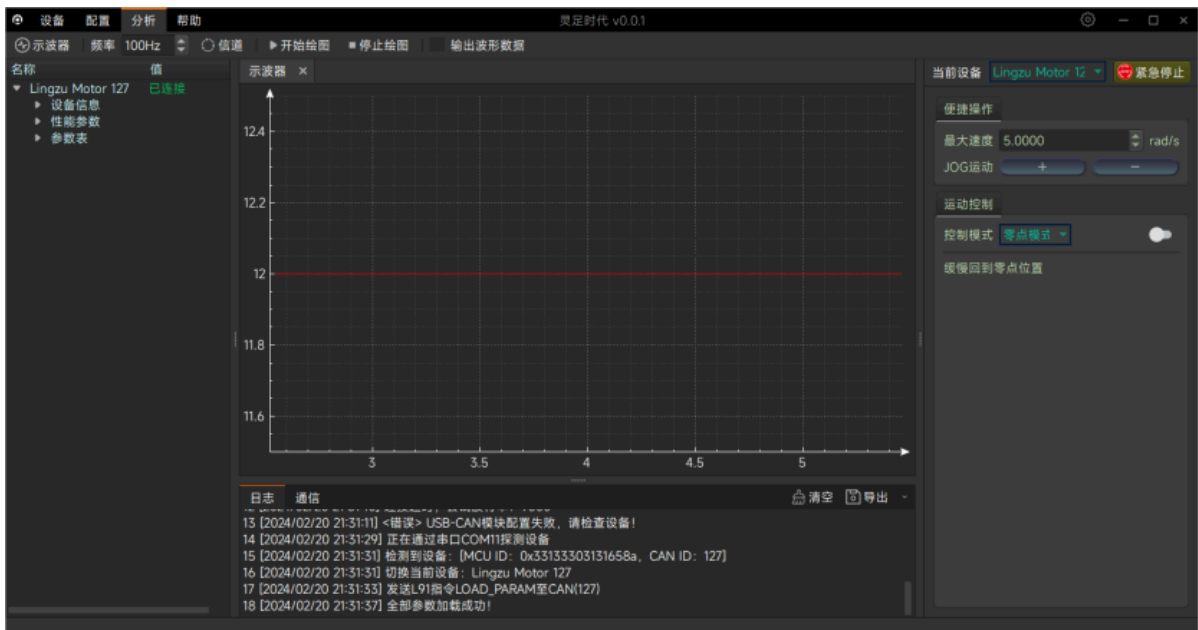 设备 配置 分析 帮助 灵足时代 v0.0.1
示波器 频率 100Hz 信道 开始绘图 停止绘图 输出波形数据
名称 值
Lingzu Motor 127 已连接
设备信息
性能参数
参数表
示波器 ×
12.4
12.2
12
11.8
11.6
3 3.5 4 4.5 5
日志 通信 清空 导出
13 [2024/02/20 21:31:11] <错误> USB-CAN模块配置失败，请检查设备!
14 [2024/02/20 21:31:29] 正在通过串口COM11探测设备
15 [2024/02/20 21:31:31] 检测到设备: [MCU ID: 0x33133303131658a, CAN ID: 127]
16 [2024/02/20 21:31:31] 切换当前设备: Lingzu Motor 127
17 [2024/02/20 21:31:33] 发送L91指令LOAD_PARAM至CAN(127)
18 [2024/02/20 21:31:37] 全部参数加载成功!
当前设备 Lingzu Motor 12 紧急停止
便捷操作
最大速度 5.0000 rad/s
JOG运动 + −
运动控制
控制模式 零点模式
缓慢回到零点位置